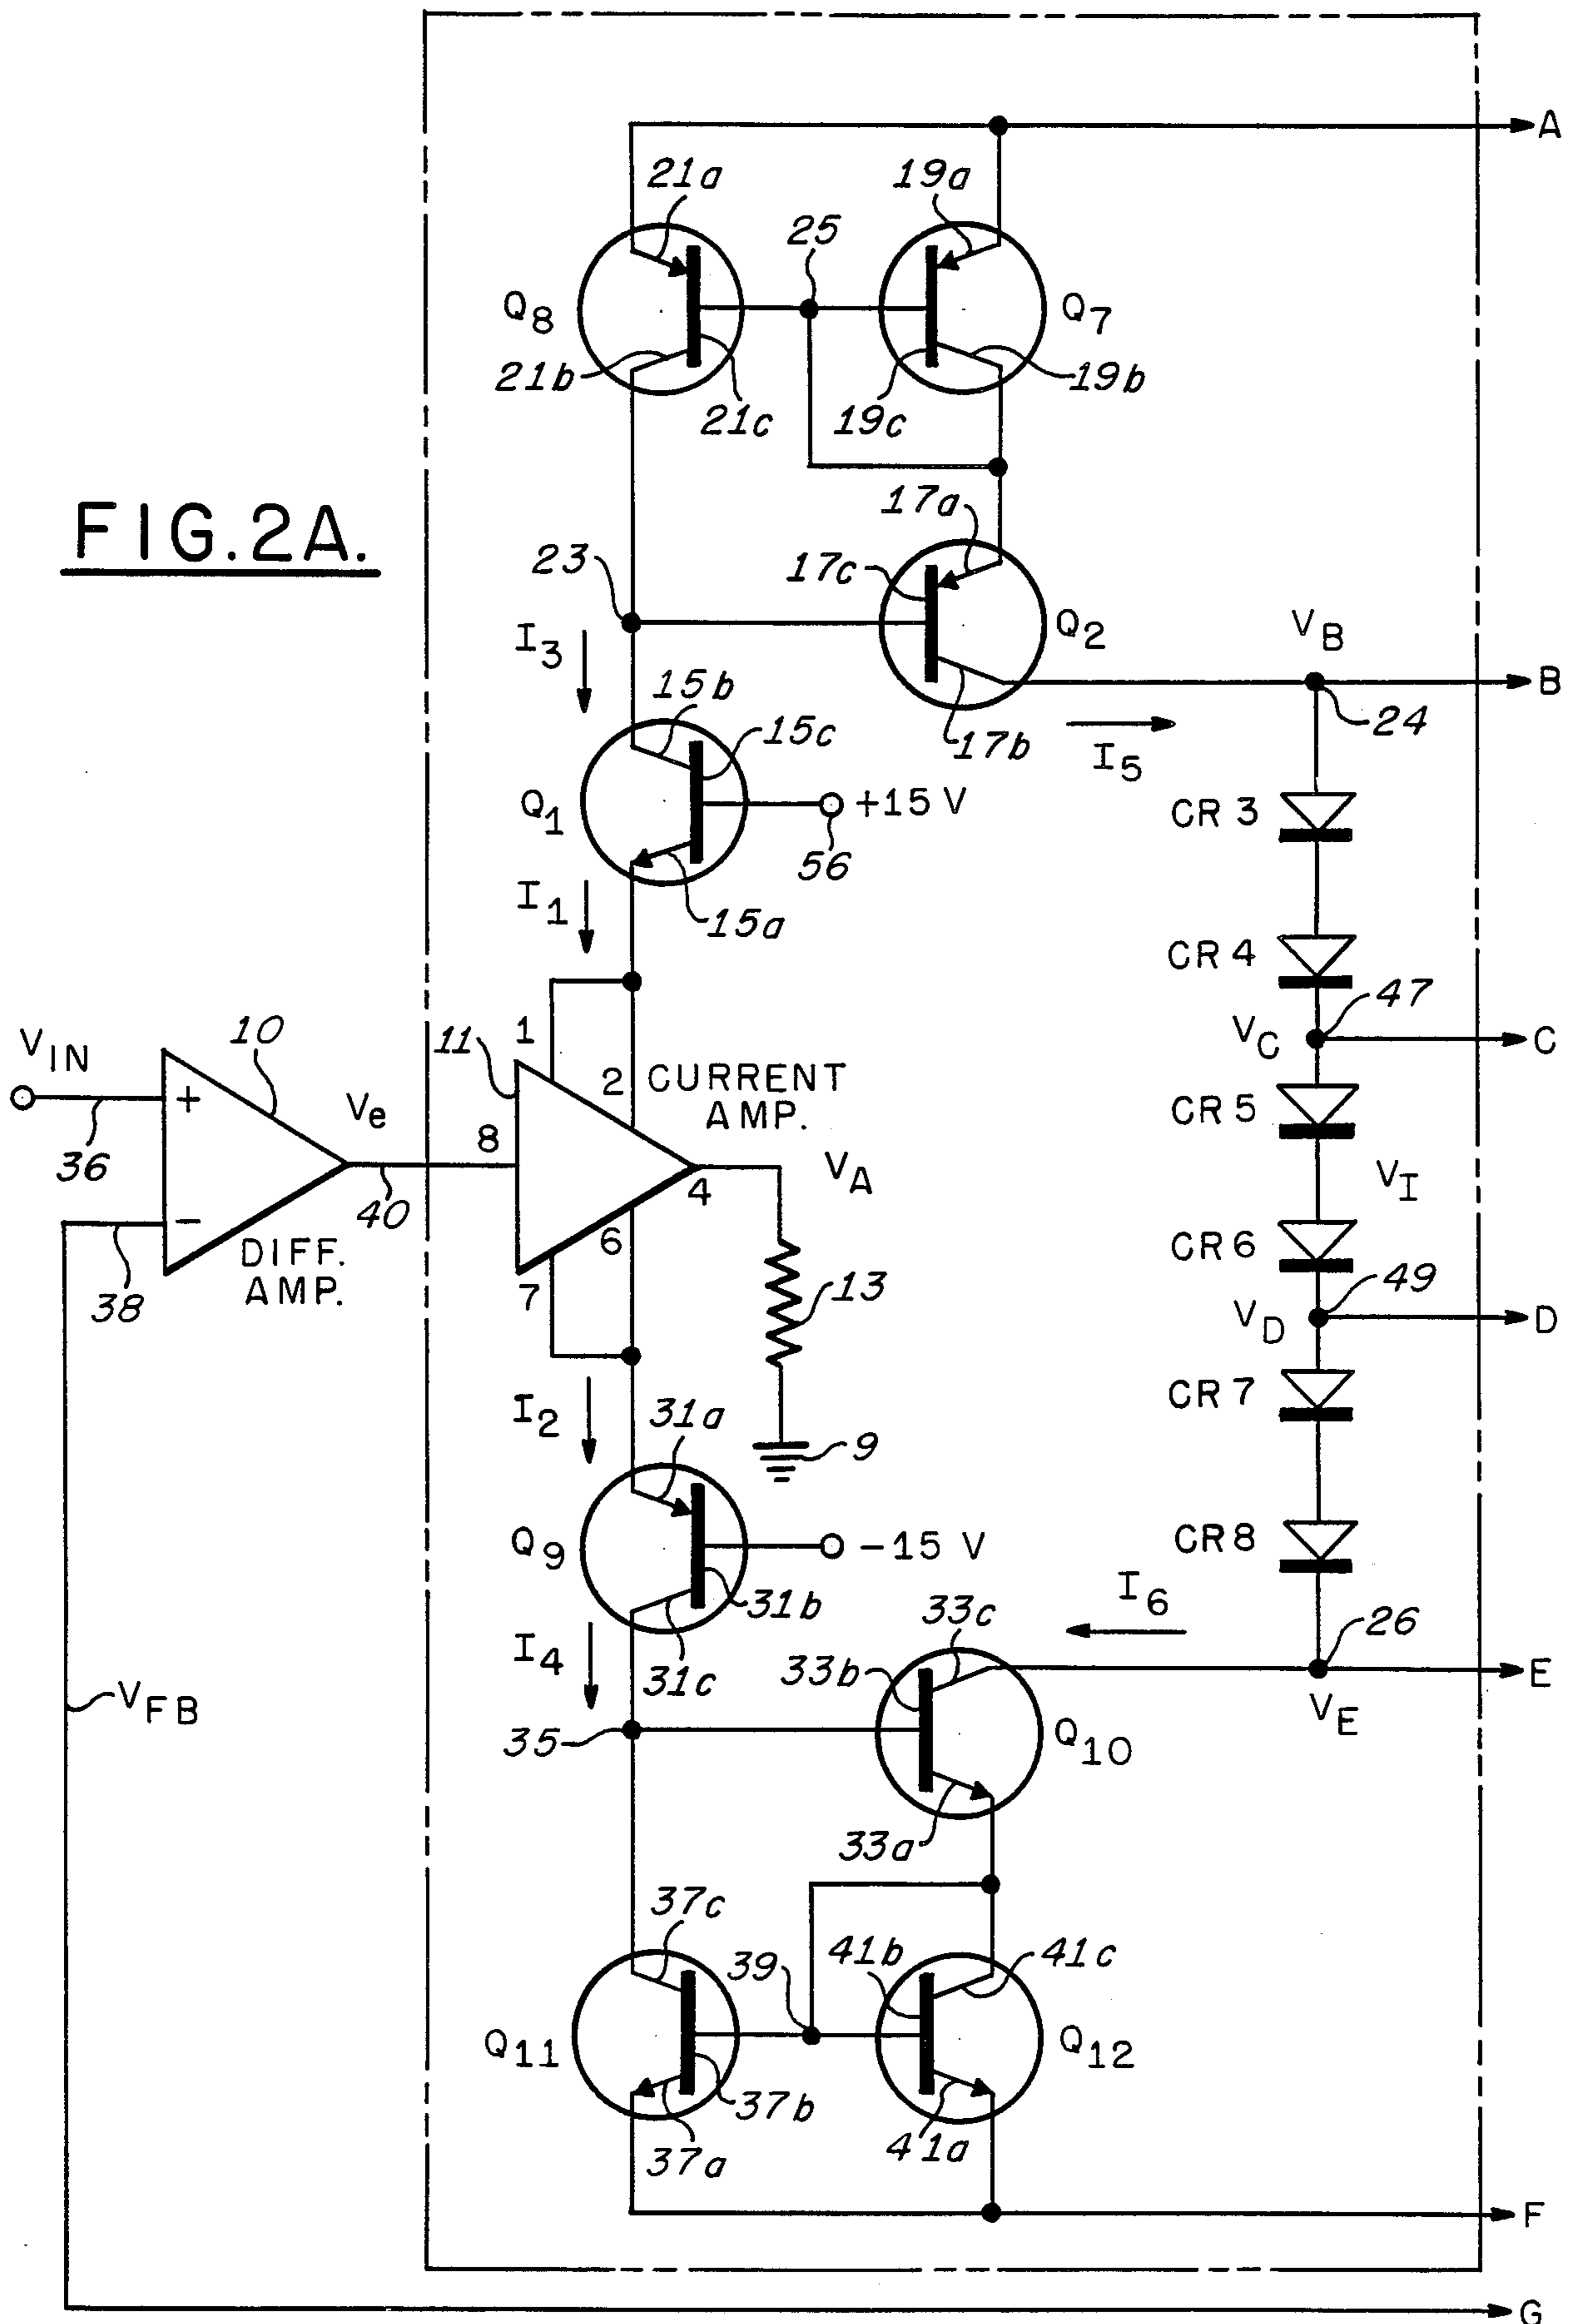 A
21a
19a
25
Q8
Q7
21b
19b
21c
19c
FIG.2A.
17a
23
17c
Q2
VB
I3
B
15b
24
15c
17b
I5
Q1
+15 V
CR 3
56
I1
15a
CR 4
47
VIN
10
1
11
VC
C
Ve
2
CURRENT
AMP.
CR 5
+
8
36
VA
VI
4
40
−
6
CR 6
DIFF.
AMP.
49
38
7
13
VD
D
CR 7
I2
31a
9
Q9
−15 V
CR 8
I6
31b
33c
26
I4
33b
31c
E
VFB
VE
35
Q10
33a
37c
41b
41c
39
Q11
Q12
37b
37a
41a
F
G